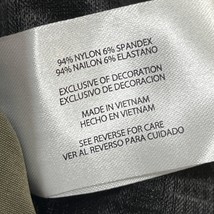 94% NYLON 6% SPANDEX
94% NAILON 6% ELASTANO
EXCLUSIVE OF DECORATION
EXCLUSIVO DE DECORACION
MADE IN VIETNAM
HECHO EN VIETNAM
SEE REVERSE FOR CARE
VER AL REVERSO PARA CUIDADO